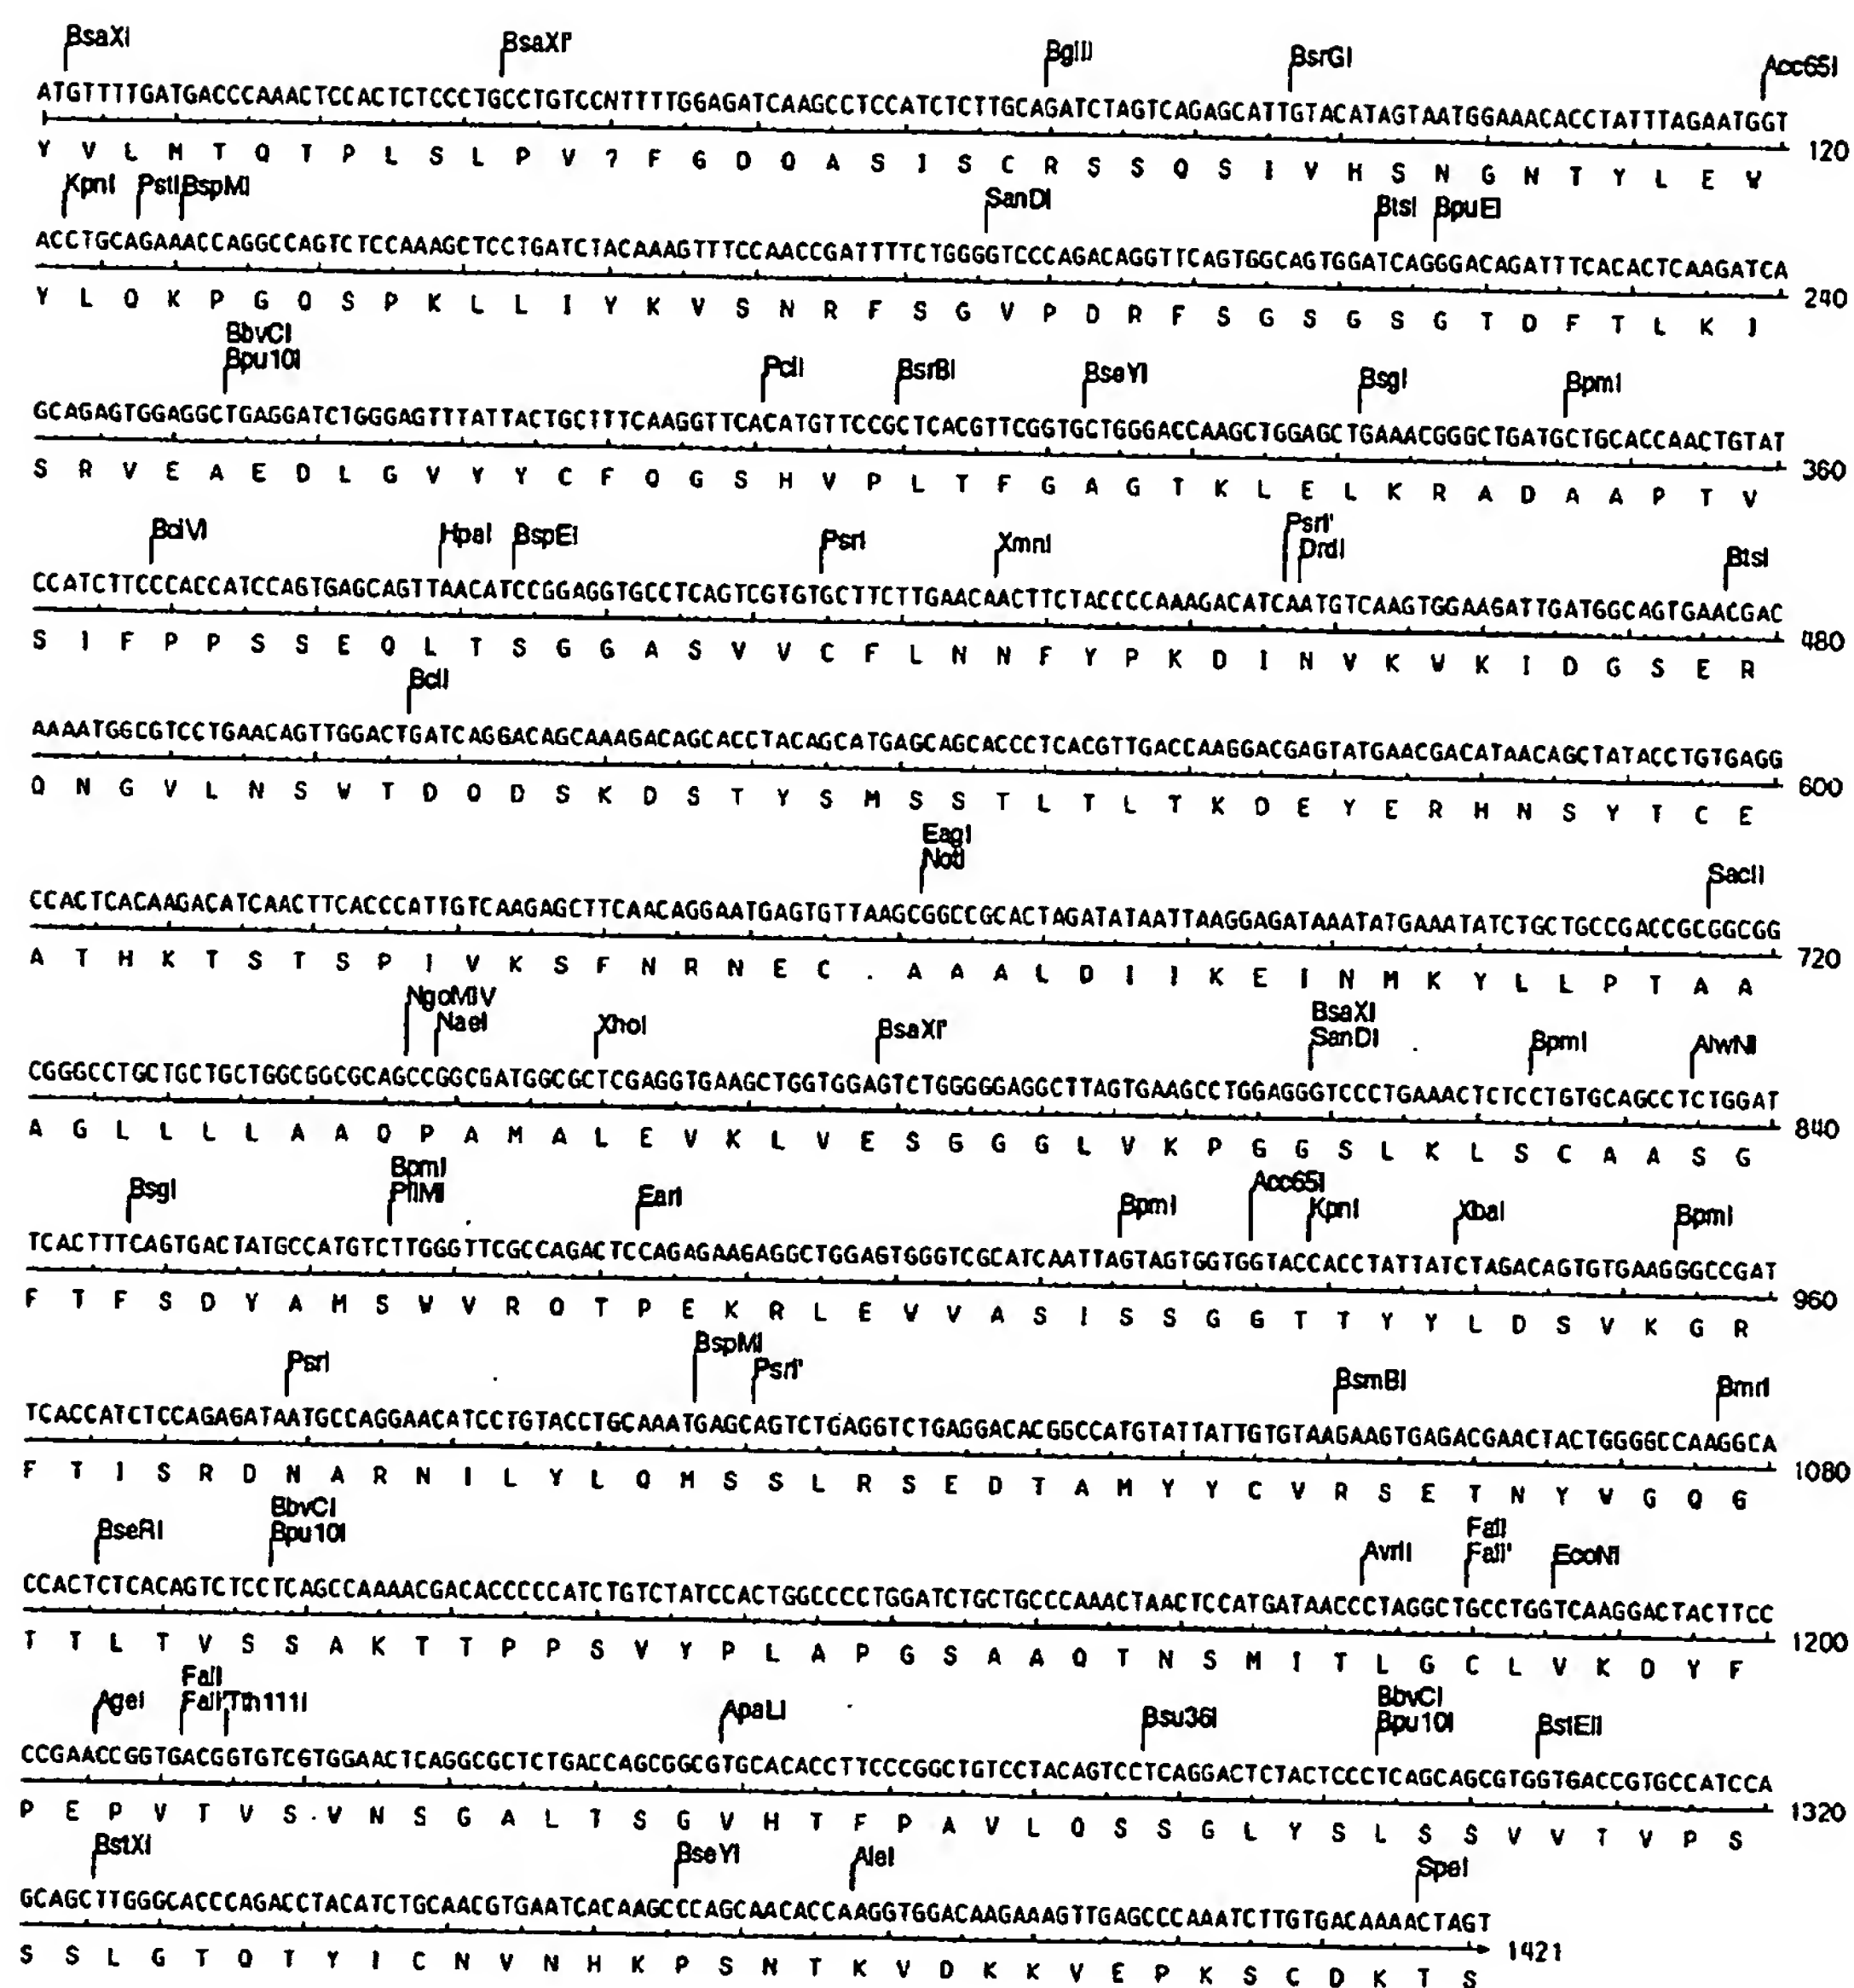 BsaXI BsaXI' BglII BsrGI Acc65I
ATGTTTTGATGACCCAAACTCCACTCTCCCTGCCTGTCCNTTTTGGAGATCAAGCCTCCATCTCTTGCAGATCTAGTCAGAGCATTGTACATAGTAATGGAAACACCTATTTAGAATGGT 120
Y V L M T Q T P L S L P V ? F G D Q A S I S C R S S Q S I V H S N G N T Y L E W
KpnI PstI BspMI SanDI BtsI BpuEI
ACCTGCAGAAACCAGGCCAGTCTCCAAAGCTCCTGATCTACAAAGTTTCCAACCGATTTTCTGGGGTCCCAGACAGGTTCAGTGGCAGTGGATCAGGGACAGATTTCACACTCAAGATCA 240
Y L Q K P G Q S P K L L I Y K V S N R F S G V P D R F S G S G S G T D F T L K I
BbvCI
Bpu10I PciI BsrBI BseYI BsgI BpmI
GCAGAGTGGAGGCTGAGGATCTGGGAGTTTATTACTGCTTTCAAGGTTCACATGTTCCGCTCACGTTCGGTGCTGGGACCAAGCTGGAGCTGAAACGGGCTGATGCTGCACCAACTGTAT 360
S R V E A E D L G V Y Y C F Q G S H V P L T F G A G T K L E L K R A D A A P T V
PsrI'
BciVI HpaI BspEI PsrI XmnI DrdI BtsI
CCATCTTCCCACCATCCAGTGAGCAGTTAACATCCGGAGGTGCCTCAGTCGTGTGCTTCTTGAACAACTTCTACCCCAAAGACATCAATGTCAAGTGGAAGATTGATGGCAGTGAACGAC 480
S I F P P S S E Q L T S G G A S V V C F L N N F Y P K D I N V K W K I D G S E R
BclI
AAAATGGCGTCCTGAACAGTTGGACTGATCAGGACAGCAAAGACAGCACCTACAGCATGAGCAGCACCCTCACGTTGACCAAGGACGAGTATGAACGACATAACAGCTATACCTGTGAGG 600
Q N G V L N S W T D Q D S K D S T Y S M S S T L T L T K D E Y E R H N S Y T C E
EagI
NotI SacII
CCACTCACAAGACATCAACTTCACCCATTGTCAAGAGCTTCAACAGGAATGAGTGTTAAGCGGCCGCACTAGATATAATTAAGGAGATAAATATGAAATATCTGCTGCCGACCGCGGCGG 720
A T H K T S T S P I V K S F N R N E C . A A A L D I I K E I N M K Y L L P T A A
NgoMIV BsaXI
NaeI XhoI BsaXI' SanDI BpmI AlwNI
CGGGCCTGCTGCTGCTGGCGGCGCAGCCGGCGATGGCGCTCGAGGTGAAGCTGGTGGAGTCTGGGGGAGGCTTAGTGAAGCCTGGAGGGTCCCTGAAACTCTCCTGTGCAGCCTCTGGAT 840
A G L L L L A A Q P A M A L E V K L V E S G G G L V K P G G S L K L S C A A S G
BpmI Acc65I
BsgI PflMI EarI BpmI KpnI XbaI BpmI
TCACTTTCAGTGACTATGCCATGTCTTGGGTTCGCCAGACTCCAGAGAAGAGGCTGGAGTGGGTCGCATCAATTAGTAGTGGTGGTACCACCTATTATCTAGACAGTGTGAAGGGCCGAT 960
F T F S D Y A M S W V R Q T P E K R L E W V A S I S S G G T T Y Y L D S V K G R
PsrI BspMI PsrI' BsmBI BmrI
TCACCATCTCCAGAGATAATGCCAGGAACATCCTGTACCTGCAAATGAGCAGTCTGAGGTCTGAGGACACGGCCATGTATTATTGTGTAAGAAGTGAGACGAACTACTGGGGCCAAGGCA 1080
F T I S R D N A R N I L Y L Q M S S L R S E D T A M Y Y C V R S E T N Y W G Q G
BbvCI FalI
BseRI Bpu10I AvrII FalI' EcoNI
CCACTCTCACAGTCTCCTCAGCCAAAACGACACCCCCATCTGTCTATCCACTGGCCCCTGGATCTGCTGCCCAAACTAACTCCATGATAACCCTAGGCTGCCTGGTCAAGGACTACTTCC 1200
T T L T V S S A K T T P P S V Y P L A P G S A A Q T N S M I T L G C L V K D Y F
FalI BbvCI
AgeI FalI' Tth111I ApaLI Bsu36I Bpu10I BstEII
CCGAACCGGTGACGGTGTCGTGGAACTCAGGCGCTCTGACCAGCGGCGTGCACACCTTCCCGGCTGTCCTACAGTCCTCAGGACTCTACTCCCTCAGCAGCGTGGTGACCGTGCCATCCA 1320
P E P V T V S . W N S G A L T S G V H T F P A V L Q S S G L Y S L S S V V T V P S
BstXI BseYI AleI SpeI
GCAGCTTGGGCACCCAGACCTACATCTGCAACGTGAATCACAAGCCCAGCAACACCAAGGTGGACAAGAAAGTTGAGCCCAAATCTTGTGACAAAACTAGT 1421
S S L G T Q T Y I C N V N H K P S N T K V D K K V E P K S C D K T S